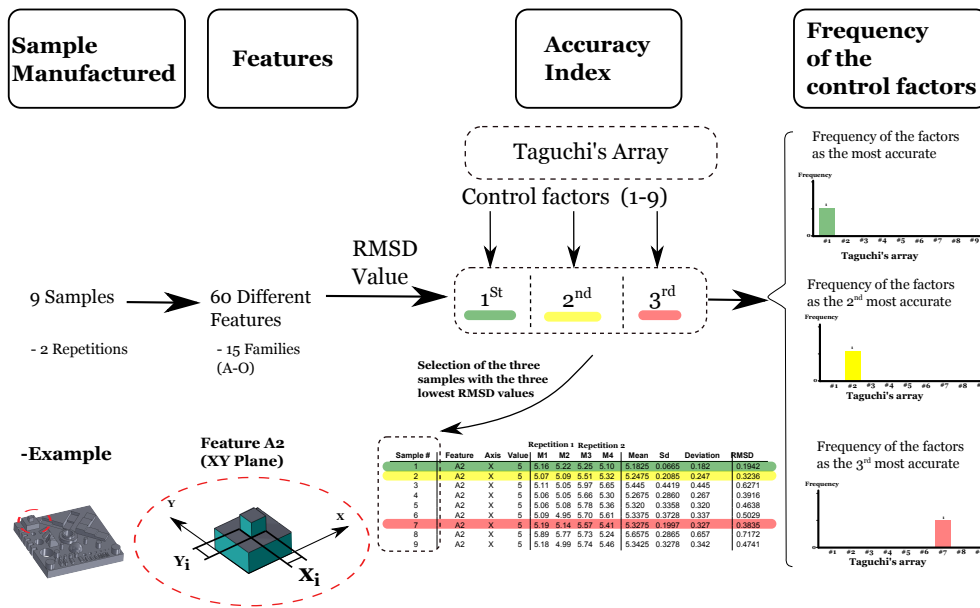 Sample
Manufactured
Features
Accuracy
Index
Frequency
of the
control factors
Taguchi's Array
Control factors (1-9)
RMSD
Value
9 Samples
- 2 Repetitions
60 Different
Features
- 15 Families
(A-O)
1St
2nd
3rd
Selection of the three
samples with the three
lowest RMSD values
Frequency of the factors
as the most accurate
Frequency
1
0
#1 #2 #3 #4 #5 #6 #7 #8 #9
Taguchi's array
Frequency of the factors
as the 2nd most accurate
Frequency
1
0
#1 #2 #3 #4 #5 #6 #7 #8 #
Taguchi's array
Frequency of the factors
as the 3rd most accurate
Frequency
1
0
#1 #2 #3 #4 #5 #6 #7 #8 #
Taguchi's array
-Example
Feature A2
(XY Plane)
Y
X
Yi
Xi
Repetition 1 Repetition 2
Sample # Feature Axis Value M1 M2 M3 M4 Mean Sd Deviation RMSD
1 A2 X 5 5.16 5.22 5.25 5.10 5.1825 0.0665 0.182 0.1942
2 A2 X 5 5.07 5.09 5.51 5.32 5.2475 0.2085 0.247 0.3236
3 A2 X 5 5.11 5.05 5.97 5.65 5.445 0.4419 0.445 0.6271
4 A2 X 5 5.06 5.05 5.66 5.30 5.2675 0.2860 0.267 0.3916
5 A2 X 5 5.06 5.08 5.78 5.36 5.320 0.3358 0.320 0.4638
6 A2 X 5 5.09 4.95 5.70 5.61 5.3375 0.3728 0.337 0.5029
7 A2 X 5 5.19 5.14 5.57 5.41 5.3275 0.1997 0.327 0.3835
8 A2 X 5 5.89 5.77 5.73 5.24 5.6575 0.2865 0.657 0.7172
9 A2 X 5 5.18 4.99 5.74 5.46 5.3425 0.3278 0.342 0.4741